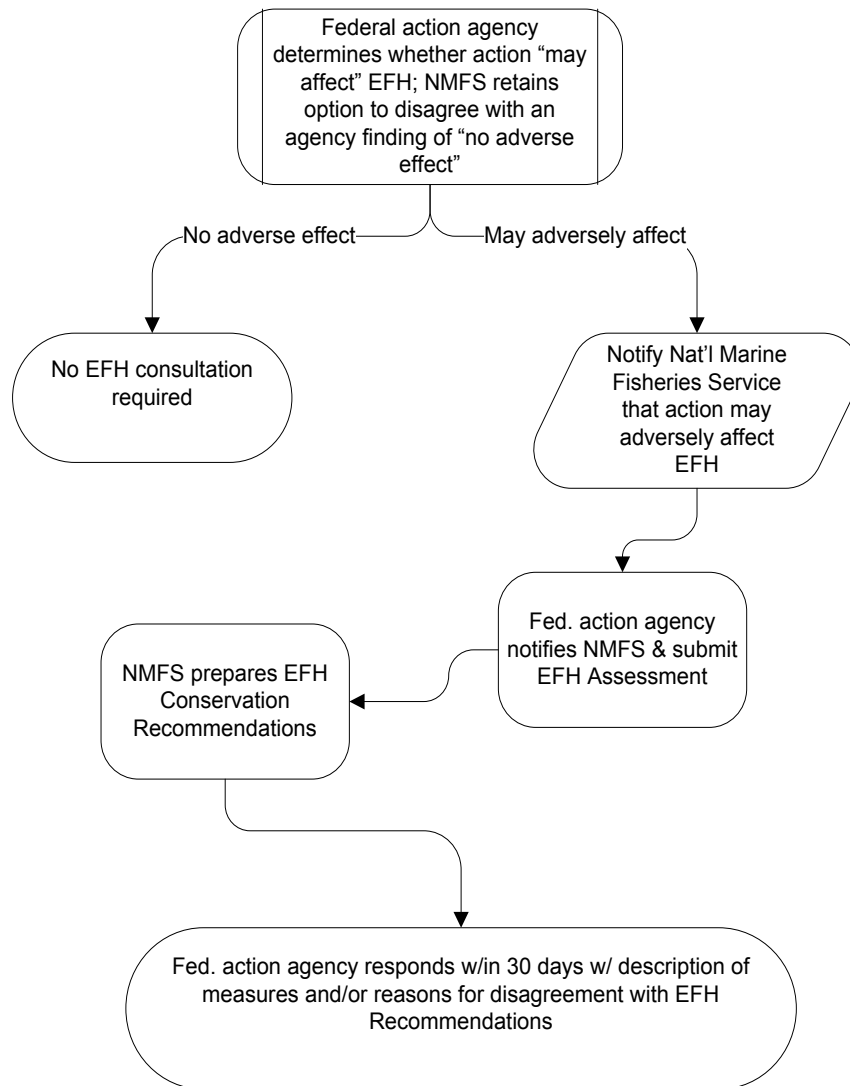 Federal action agency
determines whether action “may
affect” EFH; NMFS retains
option to disagree with an
agency finding of “no adverse
effect”
No adverse effect
May adversely affect
No EFH consultation
required
Notify Nat’l Marine
Fisheries Service
that action may
adversely affect
EFH
Fed. action agency
notifies NMFS & submit
EFH Assessment
NMFS prepares EFH
Conservation
Recommendations
Fed. action agency responds w/in 30 days w/ description of
measures and/or reasons for disagreement with EFH
Recommendations